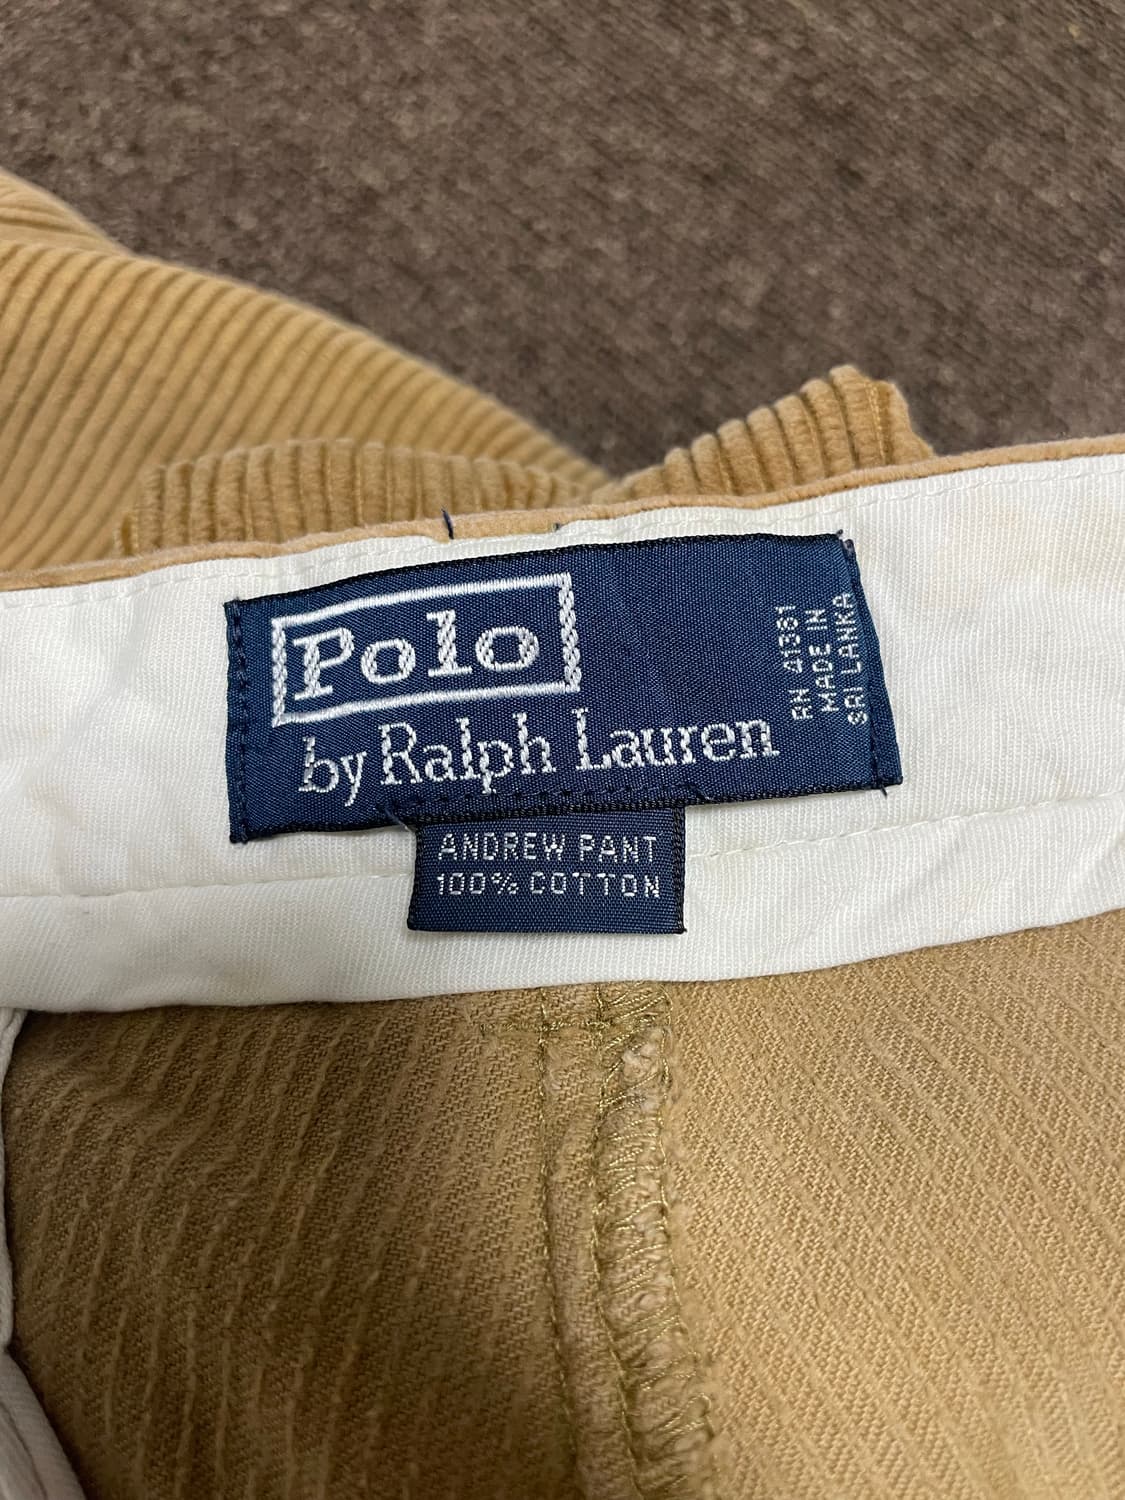 Polo
by Ralph Lauren
RN 41381
MADE IN
SRI LANKA
ANDREW PANT
100% COTTON